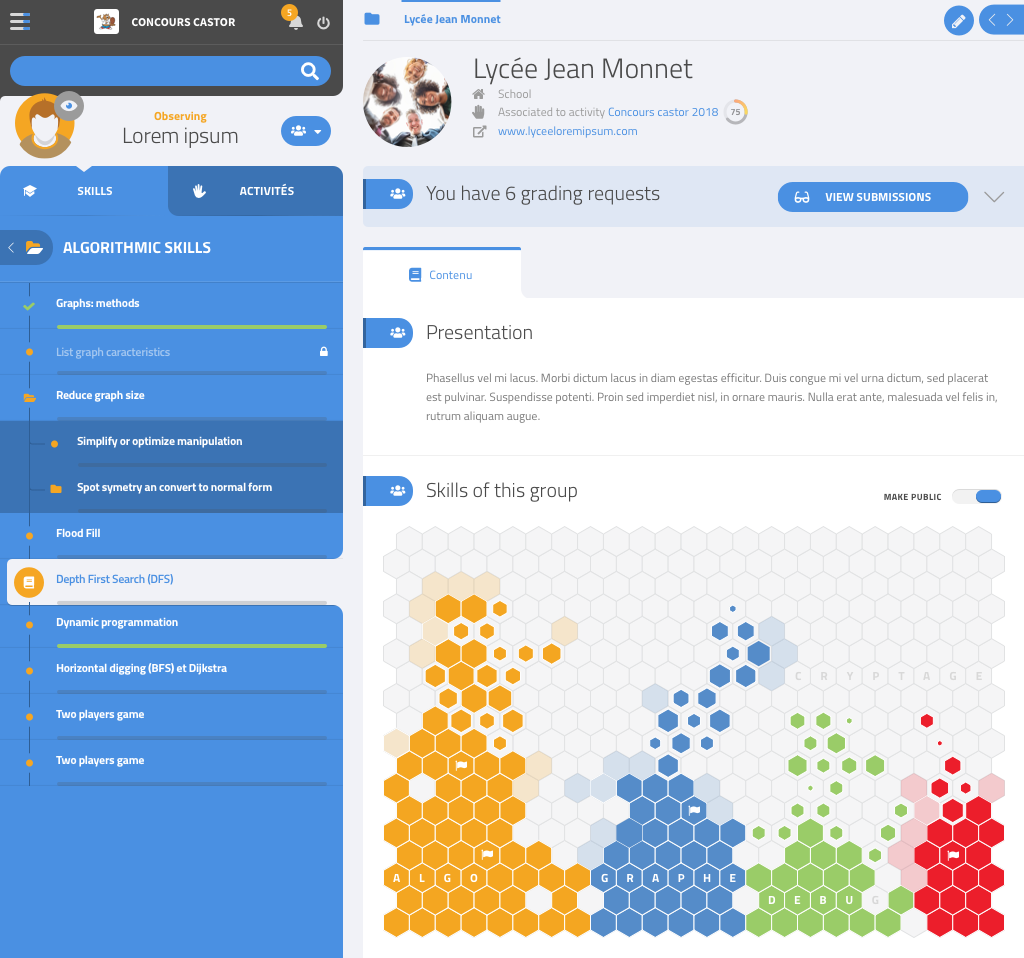 CONCOURS CASTOR
5
Observing
Lorem ipsum
SKILLS
ACTIVITÉS
ALGORITHMIC SKILLS
Graphs: methods
List graph caracteristics
Reduce graph size
Simplify or optimize manipulation
Spot symetry an convert to normal form
Flood Fill
Depth First Search (DFS)
Dynamic programmation
Horizontal digging (BFS) et Dijkstra
Two players game
Two players game
Lycée Jean Monnet
Lycée Jean Monnet
School
Associated to activity Concours castor 2018
75
www.lyceeloremipsum.com
You have 6 grading requests
VIEW SUBMISSIONS
Contenu
Presentation
Phasellus vel mi lacus. Morbi dictum lacus in diam egestas efficitur. Duis congue mi vel urna dictum, sed placerat
est pulvinar. Suspendisse potenti. Proin sed imperdiet nisl, in ornare mauris. Nulla erat ante, malesuada vel felis in,
rutrum aliquam augue.
Skills of this group
MAKE PUBLIC
CRYPTAGE
ALGO
GRAPHE
DEBUG